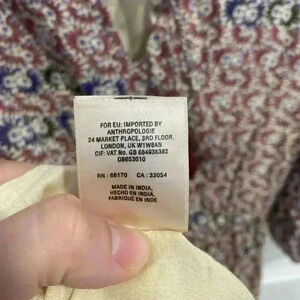 FOR EU: IMPORTED BY
ANTHROPOLOGIE
24 MARKET PLACE, 3RD FLOOR,
LONDON, UK W1W8AN
CIF: VAT No. GB 684936382
GB653010
RN : 66170 CA : 32054
MADE IN INDIA,
HECHO EN INDIA,
FABRIQUÉ EN INDE